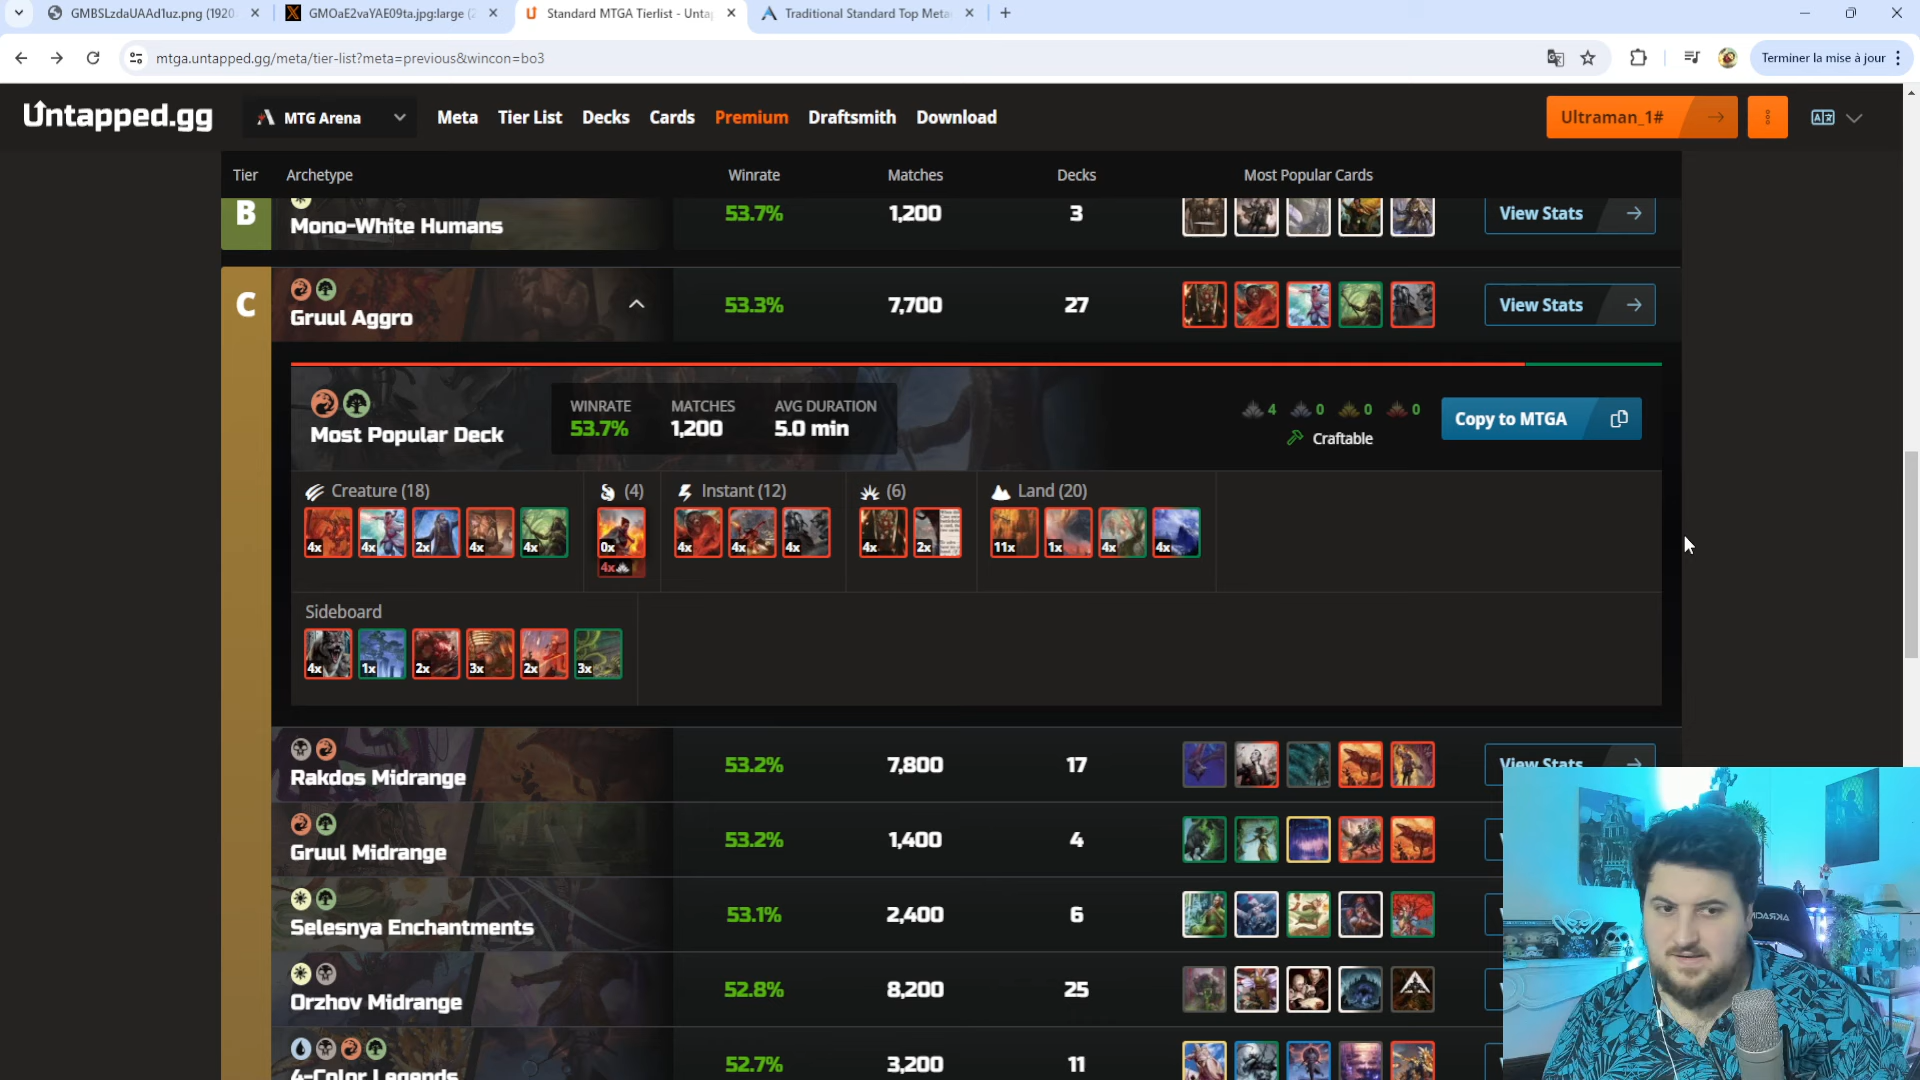 GMBSLzdaUAAd1uz.png (1920
GMOaE2vaYAE09ta.jpg:large (2
Standard MTGA Tierlist - Untap
Traditional Standard Top Meta
mtga.untapped.gg/meta/tier-list?meta=previous&wincon=bo3
Terminer la mise à jour
Untapped.gg
MTG Arena
Meta
Tier List
Decks
Cards
Premium
Draftsmith
Download
Ultraman_1#
Tier
Archetype
Winrate
Matches
Decks
Most Popular Cards
B
Mono-White Humans
53.7%
1,200
3
View Stats
C
Gruul Aggro
53.3%
7,700
27
View Stats
Most Popular Deck
WINRATE
53.7%
MATCHES
1,200
AVG DURATION
5.0 min
4
0
0
0
Craftable
Copy to MTGA
Creature (18)
(4)
Instant (12)
(6)
Land (20)
4x
4x
2x
4x
4x
0x
4x
4x
4x
4x
4x
2x
11x
1x
4x
4x
Sideboard
4x
1x
2x
3x
2x
3x
Rakdos Midrange
53.2%
7,800
17
View Stats
Gruul Midrange
53.2%
1,400
4
Selesnya Enchantments
53.1%
2,400
6
Orzhov Midrange
52.8%
8,200
25
4-Color Legends
52.7%
3,200
11
AKRACING